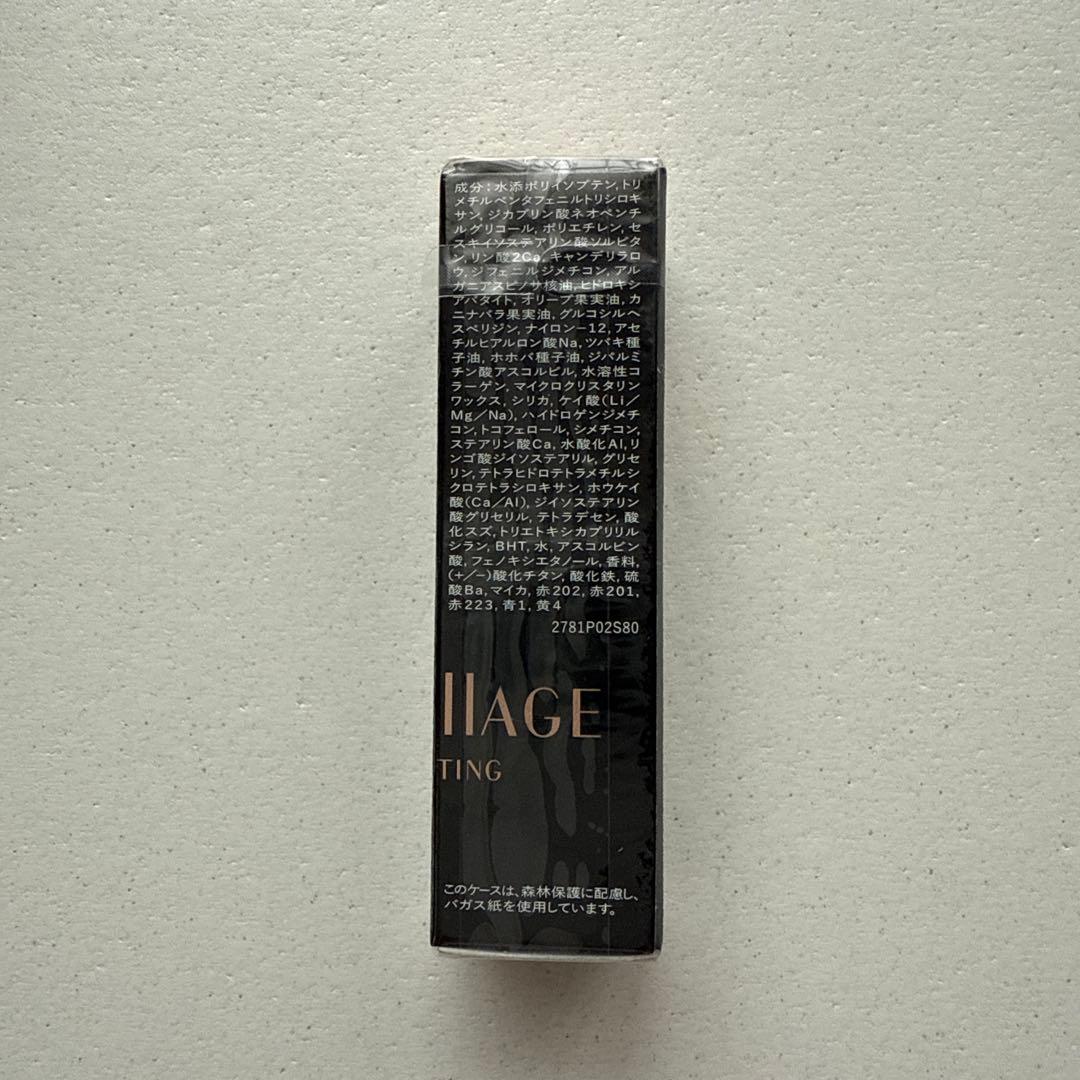 成分:水添ポリイソブテン,トリ
メチルペンタフェニルトリシロキ
サン,ジカプリン酸ネオペンチ
ルグリコール,ポリエチレン,セ
スキイソステアリン酸ソルビタ
ン,リン酸2Ca,キャンデリラロ
ウ,ジフェニルジメチコン,アル
ガニアスピノサ核油,ヒドロキシ
アパタイト,オリーブ果実油,カ
ニナバラ果実油,グルコシルヘ
スペリジン,ナイロン-12,アセ
チルヒアルロン酸Na,ツバキ種
子油,ホホバ種子油,ジパルミ
チン酸アスコルビル,水溶性コ
ラーゲン,マイクロクリスタリン
ワックス,シリカ,ケイ酸(Li/
Mg/Na),ハイドロゲンジメチ
コン,トコフェロール,シメチコン,
ステアリン酸Ca,水酸化Al,リ
ンゴ酸ジイソステアリル,グリセ
リン,テトラヒドロテトラメチルシ
クロテトラシロキサン,ホウケイ
酸(Ca/Al),ジイソステアリン
酸グリセリル,テトラデセン,酸
化スズ,トリエトキシカプリリル
シラン,BHT,水,アスコルビン
酸,フェノキシエタノール,香料,
(+/-)酸化チタン,酸化鉄,硫
酸Ba,マイカ,赤202,赤201,
赤223,青1,黄4
2781P02S80
llAGE
TING
このケースは、森林保護に配慮し、
バガス紙を使用しています。